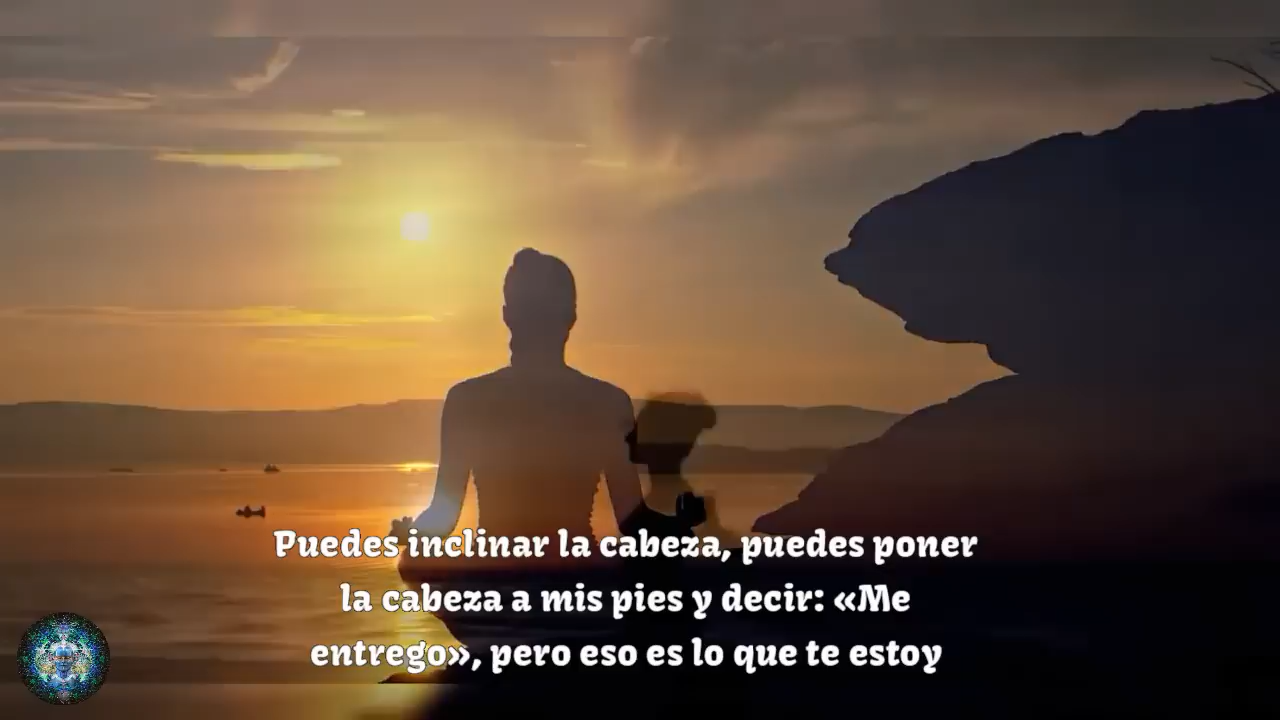 Puedes inclinar la cabeza, puedes poner
la cabeza a mis pies y decir: «Me
entrego», pero eso es lo que te estoy